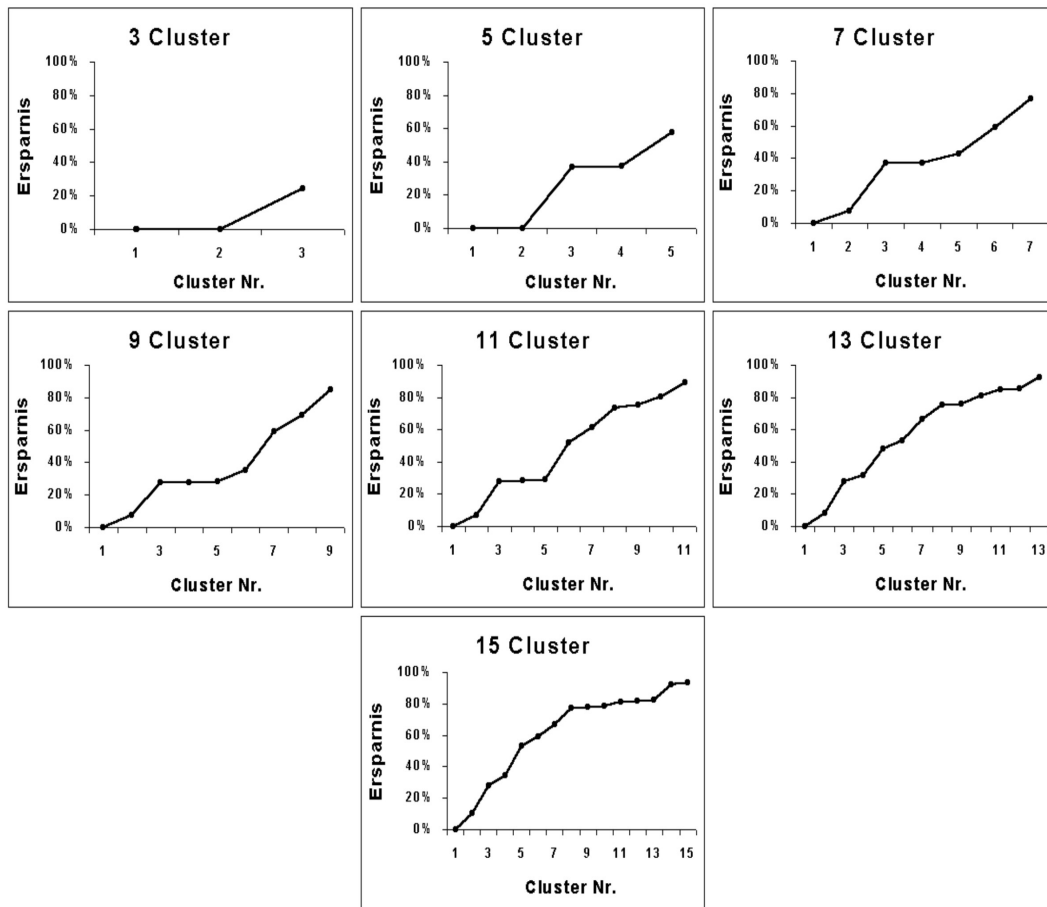 3 Cluster
100%
80%
60%
40%
20%
0%
Ersparnis
1 2 3
Cluster Nr.
5 Cluster
100%
80%
60%
40%
20%
0%
Ersparnis
1 2 3 4 5
Cluster Nr.
7 Cluster
100%
80%
60%
40%
20%
0%
Ersparnis
1 2 3 4 5 6 7
Cluster Nr.
9 Cluster
100%
80%
60%
40%
20%
0%
Ersparnis
1 3 5 7 9
Cluster Nr.
11 Cluster
100%
80%
60%
40%
20%
0%
Ersparnis
1 3 5 7 9 11
Cluster Nr.
13 Cluster
100%
80%
60%
40%
20%
0%
Ersparnis
1 3 5 7 9 11 13
Cluster Nr.
15 Cluster
100%
80%
60%
40%
20%
0%
Ersparnis
1 3 5 7 9 11 13 15
Cluster Nr.